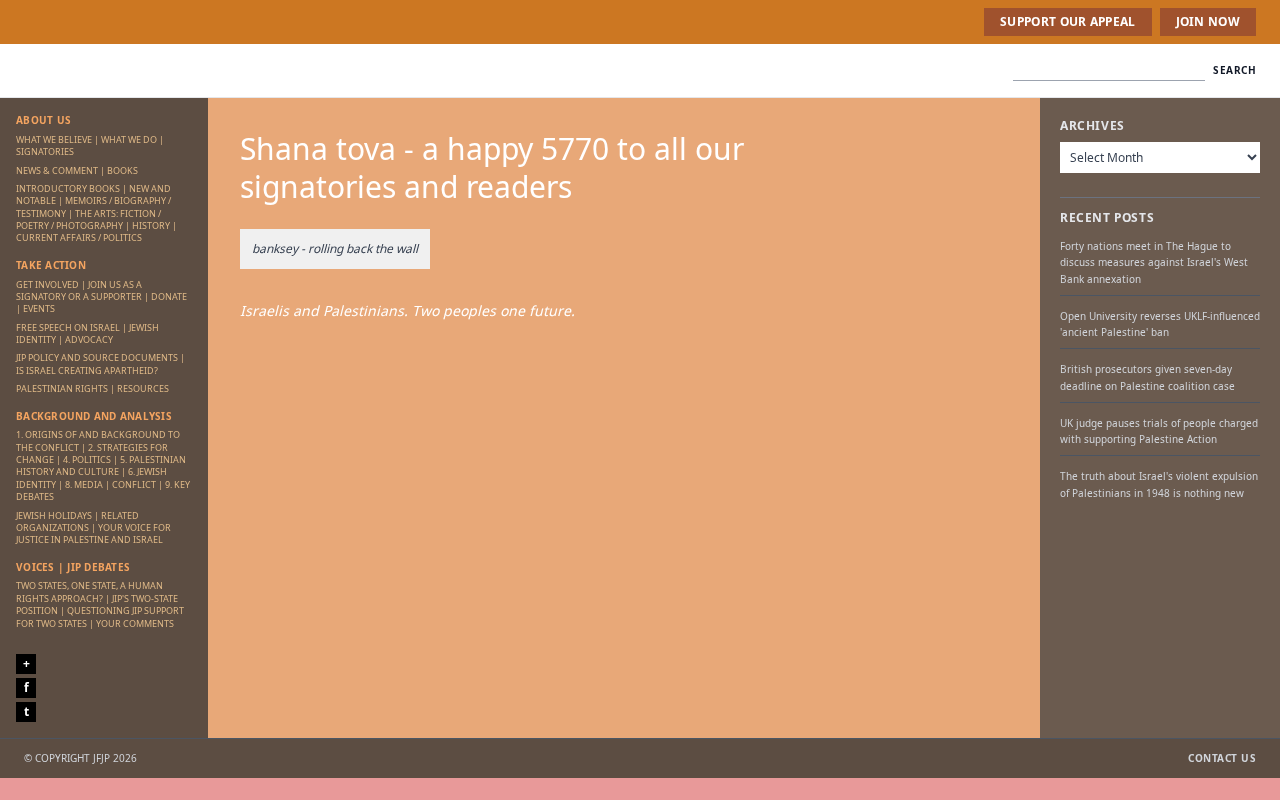 SUPPORT OUR APPEAL
JOIN NOW
SEARCH
ABOUT US
WHAT WE BELIEVE | WHAT WE DO |
SIGNATORIES
NEWS & COMMENT | BOOKS
INTRODUCTORY BOOKS | NEW AND
NOTABLE | MEMOIRS / BIOGRAPHY /
TESTIMONY | THE ARTS: FICTION /
POETRY / PHOTOGRAPHY | HISTORY |
CURRENT AFFAIRS / POLITICS
TAKE ACTION
GET INVOLVED | JOIN US AS A
SIGNATORY OR A SUPPORTER | DONATE
| EVENTS
FREE SPEECH ON ISRAEL | JEWISH
IDENTITY | ADVOCACY
JIP POLICY AND SOURCE DOCUMENTS |
IS ISRAEL CREATING APARTHEID?
PALESTINIAN RIGHTS | RESOURCES
BACKGROUND AND ANALYSIS
1. ORIGINS OF AND BACKGROUND TO
THE CONFLICT | 2. STRATEGIES FOR
CHANGE | 4. POLITICS | 5. PALESTINIAN
HISTORY AND CULTURE | 6. JEWISH
IDENTITY | 8. MEDIA | CONFLICT | 9. KEY
DEBATES
JEWISH HOLIDAYS | RELATED
ORGANIZATIONS | YOUR VOICE FOR
JUSTICE IN PALESTINE AND ISRAEL
VOICES | JIP DEBATES
TWO STATES, ONE STATE, A HUMAN
RIGHTS APPROACH? | JIP'S TWO-STATE
POSITION | QUESTIONING JIP SUPPORT
FOR TWO STATES | YOUR COMMENTS
+
f
t
Shana tova - a happy 5770 to all our
signatories and readers
banksey - rolling back the wall
Israelis and Palestinians. Two peoples one future.
ARCHIVES
Select Month
RECENT POSTS
Forty nations meet in The Hague to
discuss measures against Israel's West
Bank annexation
Open University reverses UKLF-influenced
'ancient Palestine' ban
British prosecutors given seven-day
deadline on Palestine coalition case
UK judge pauses trials of people charged
with supporting Palestine Action
The truth about Israel's violent expulsion
of Palestinians in 1948 is nothing new
© COPYRIGHT JFJP 2026
CONTACT US